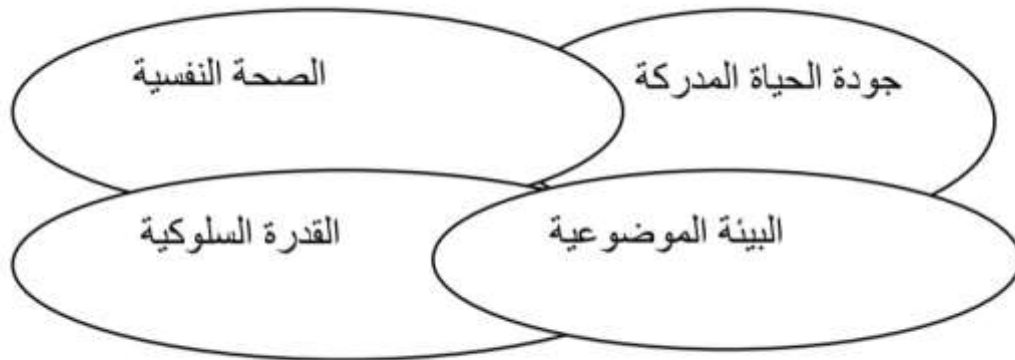 جودة الحياة المدركة
الصحة النفسية
البيئة الموضوعية
القدرة السلوكية